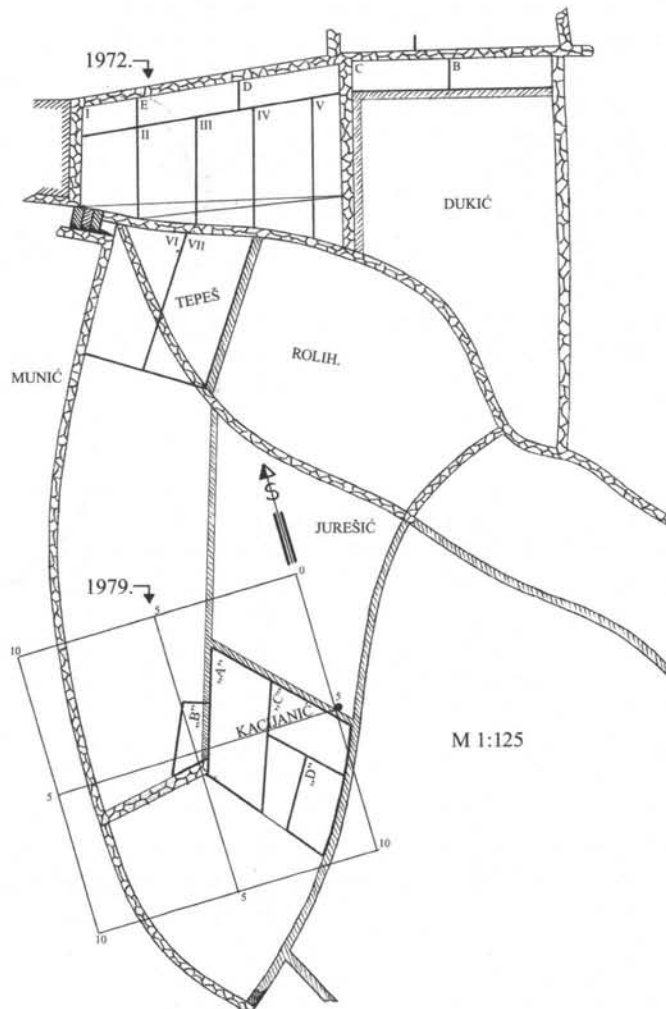 1972.
I
E
D
C
B
II
III
IV
V
DUKIĆ
VI
VII
TEPEŠ
ROLIH.
MUNIĆ
S
JUREŠIĆ
0
1979.
5
10
„A”
„C”
5
„B”
KACIJANIĆ
M 1:125
„D”
5
10
5
10